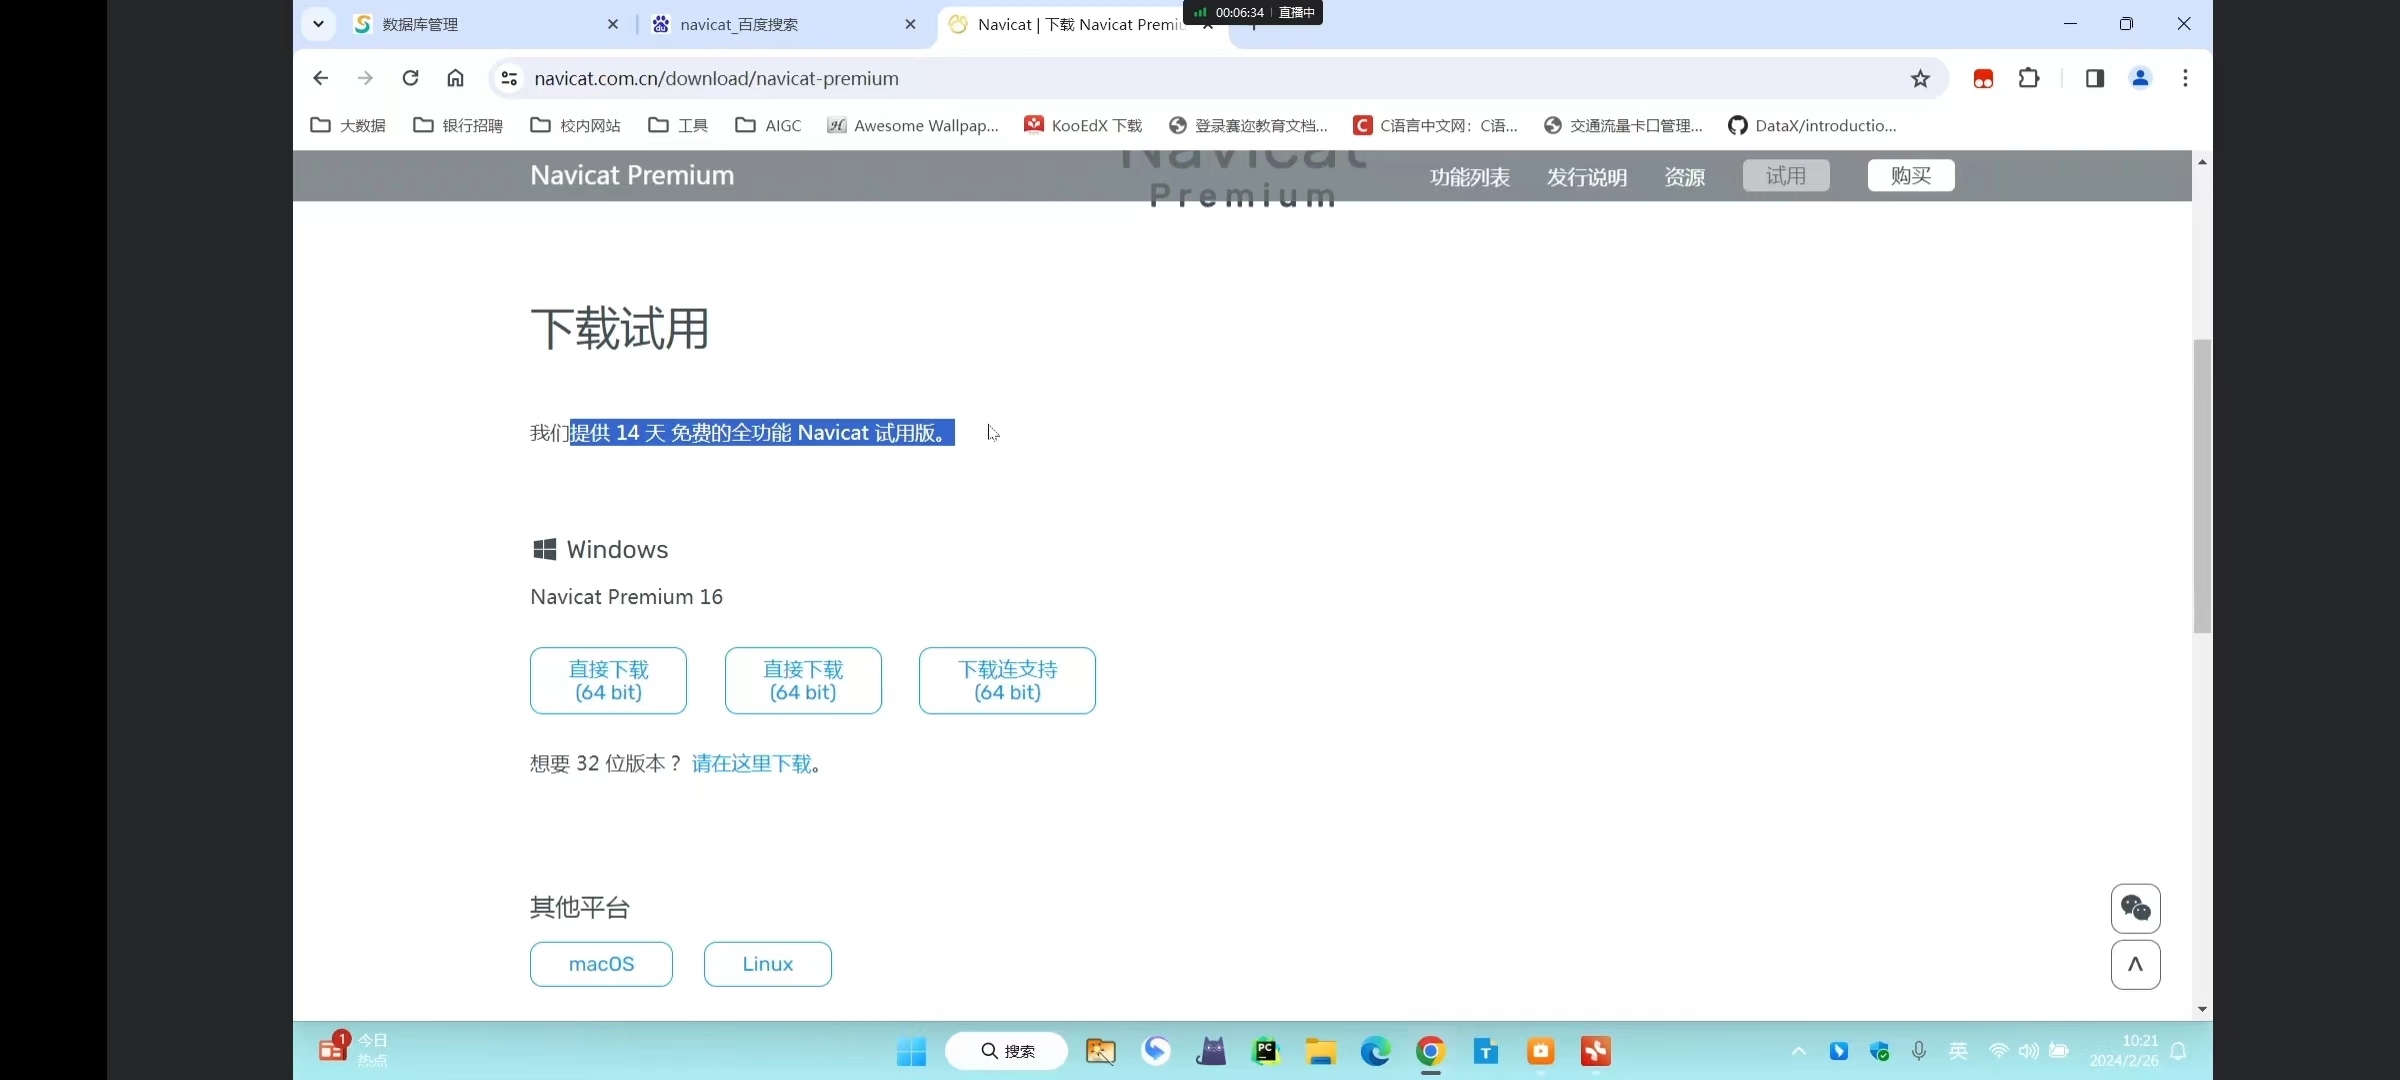 00:06:34 | 直播中
数据库管理
navicat_百度搜索
Navicat | 下载 Navicat Premiu
navicat.com.cn/download/navicat-premium
大数据
银行招聘
校内网站
工具
AIGC
Awesome Wallpap...
KooEdX 下载
登录赛迩教育文档...
C语言中文网：C语...
交通流量卡口管理...
DataX/introductio...
Navicat Premium
Navicat
Premium
功能列表
发行说明
资源
试用
购买
下载试用
我们提供 14 天 免费的全功能 Navicat 试用版。
Windows
Navicat Premium 16
直接下载
(64 bit)
直接下载
(64 bit)
下载连支持
(64 bit)
想要 32 位版本？ 请在这里下载。
其他平台
macOS
Linux
1
今日
热点
搜索
PC
T
英
10:21
2024/2/26